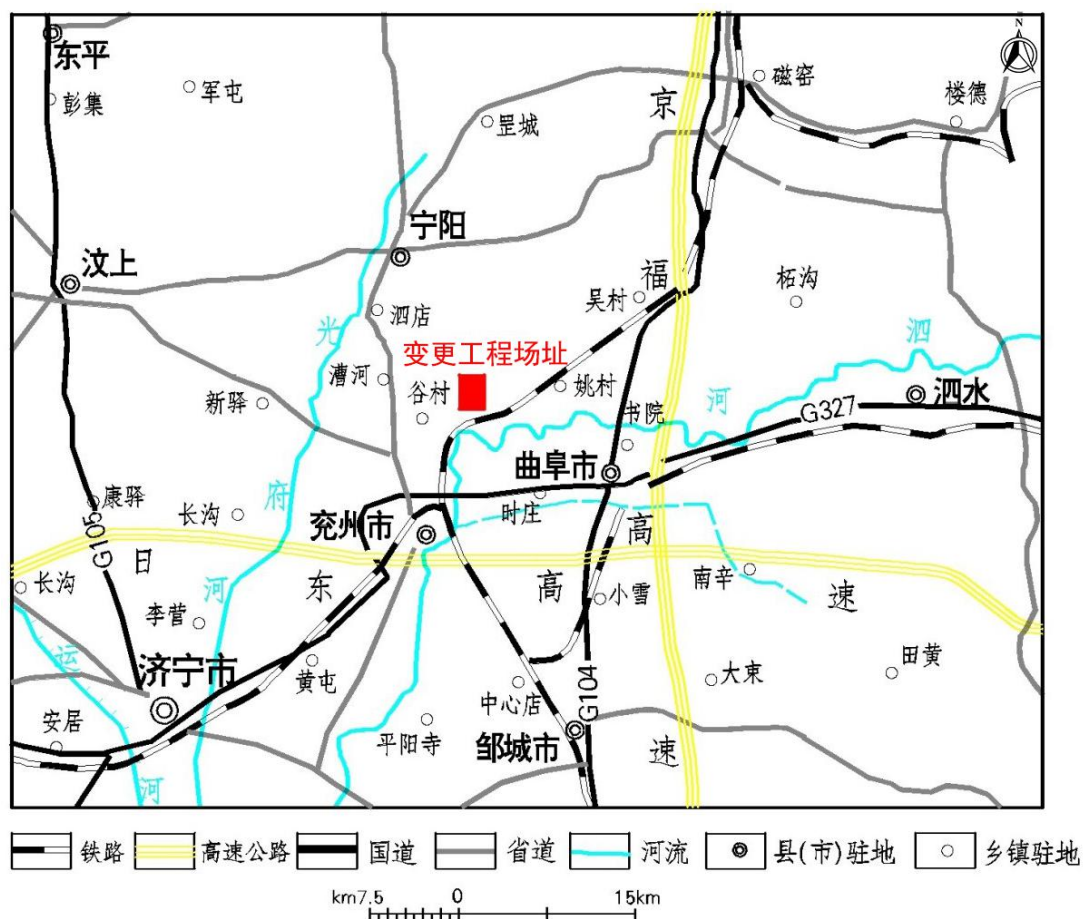 N
东平
彭集
军屯
罡城
磁窑
楼德
京
宁阳
汶上
泗店
吴村
福
柘沟
光
泗
变更工程场址
漕河
谷村
姚村
新驿
书院
河
泗水
G327
曲阜市
康驿
长沟
府
时庄
兖州市
G105
日
东
高
高
小雪
南辛
速
长沟
李营
河
运
济宁市
黄屯
中心店
G104
大束
田黄
安居
平阳寺
邹城市
速
河
铁路
高速公路
国道
省道
河流
县(市)驻地
乡镇驻地
km7.5 0 15km